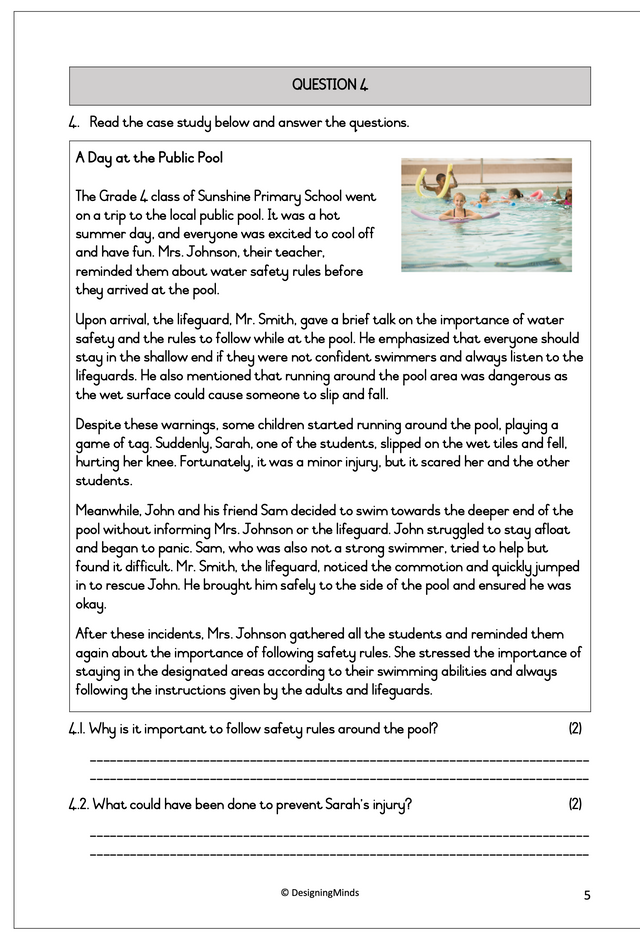 QUESTION 4
4. Read the case study below and answer the questions.
A Day at the Public Pool
The Grade 4 class of Sunshine Primary School went
on a trip to the local public pool. It was a hot
summer day, and everyone was excited to cool off
and have fun. Mrs. Johnson, their teacher,
reminded them about water safety rules before
they arrived at the pool.
Upon arrival, the lifeguard, Mr. Smith, gave a brief talk on the importance of water
safety and the rules to follow while at the pool. He emphasized that everyone should
stay in the shallow end if they were not confident swimmers and always listen to the
lifeguards. He also mentioned that running around the pool area was dangerous as
the wet surface could cause someone to slip and fall.
Despite these warnings, some children started running around the pool, playing a
game of tag. Suddenly, Sarah, one of the students, slipped on the wet tiles and fell,
hurting her knee. Fortunately, it was a minor injury, but it scared her and the other
students.
Meanwhile, John and his friend Sam decided to swim towards the deeper end of the
pool without informing Mrs. Johnson or the lifeguard. John struggled to stay afloat
and began to panic. Sam, who was also not a strong swimmer, tried to help but
found it difficult. Mr. Smith, the lifeguard, noticed the commotion and quickly jumped
in to rescue John. He brought him safely to the side of the pool and ensured he was
okay.
After these incidents, Mrs. Johnson gathered all the students and reminded them
again about the importance of following safety rules. She stressed the importance of
staying in the designated areas according to their swimming abilities and always
following the instructions given by the adults and lifeguards.
4.1. Why is it important to follow safety rules around the pool? (2)
4.2. What could have been done to prevent Sarah's injury? (2)
© DesigningMinds
5